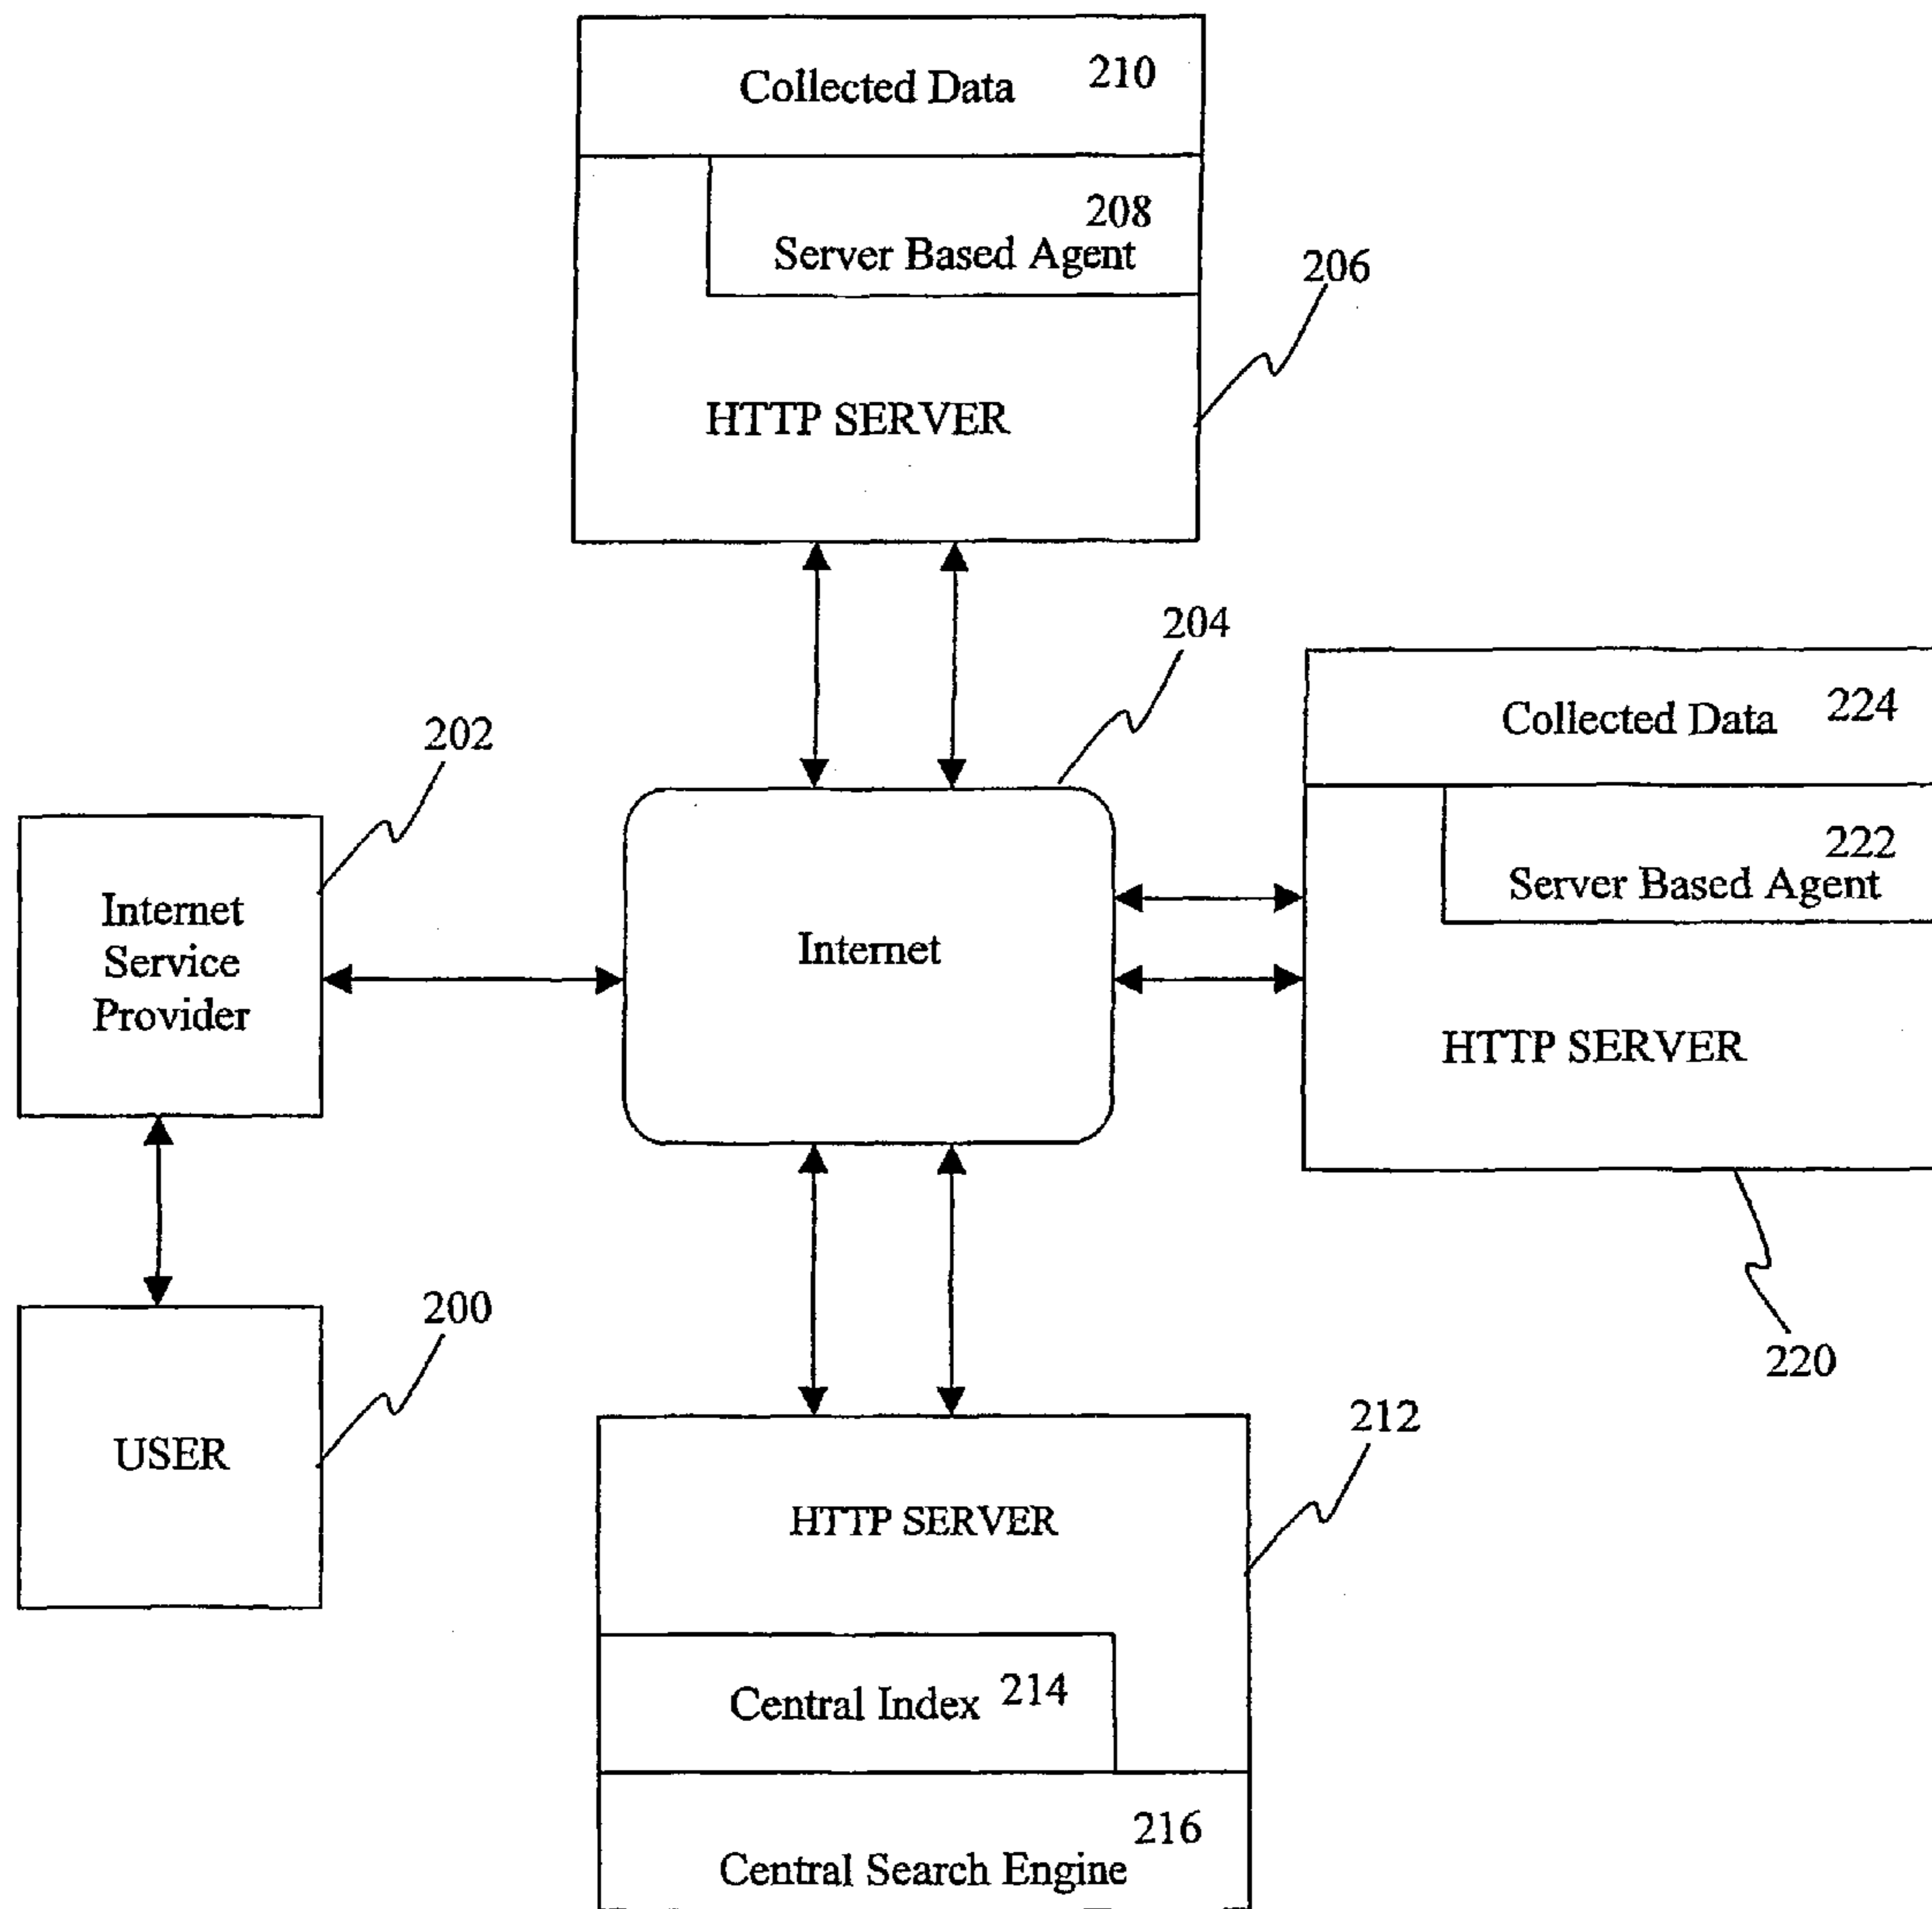 Collected Data 210
208
Server Based Agent
206
HTTP SERVER
204
Collected Data 224
202
222
Server Based Agent
Internet
Service
Provider
Internet
HTTP SERVER
200
220
USER
212
HTTP SERVER
Central Index 214
216
Central Search Engine